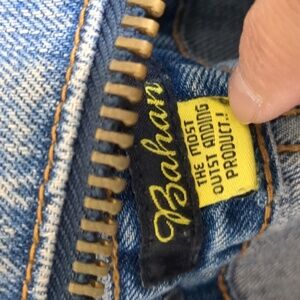 Bahan
THE MOST
OUTST ANDING
PRODUCT.!